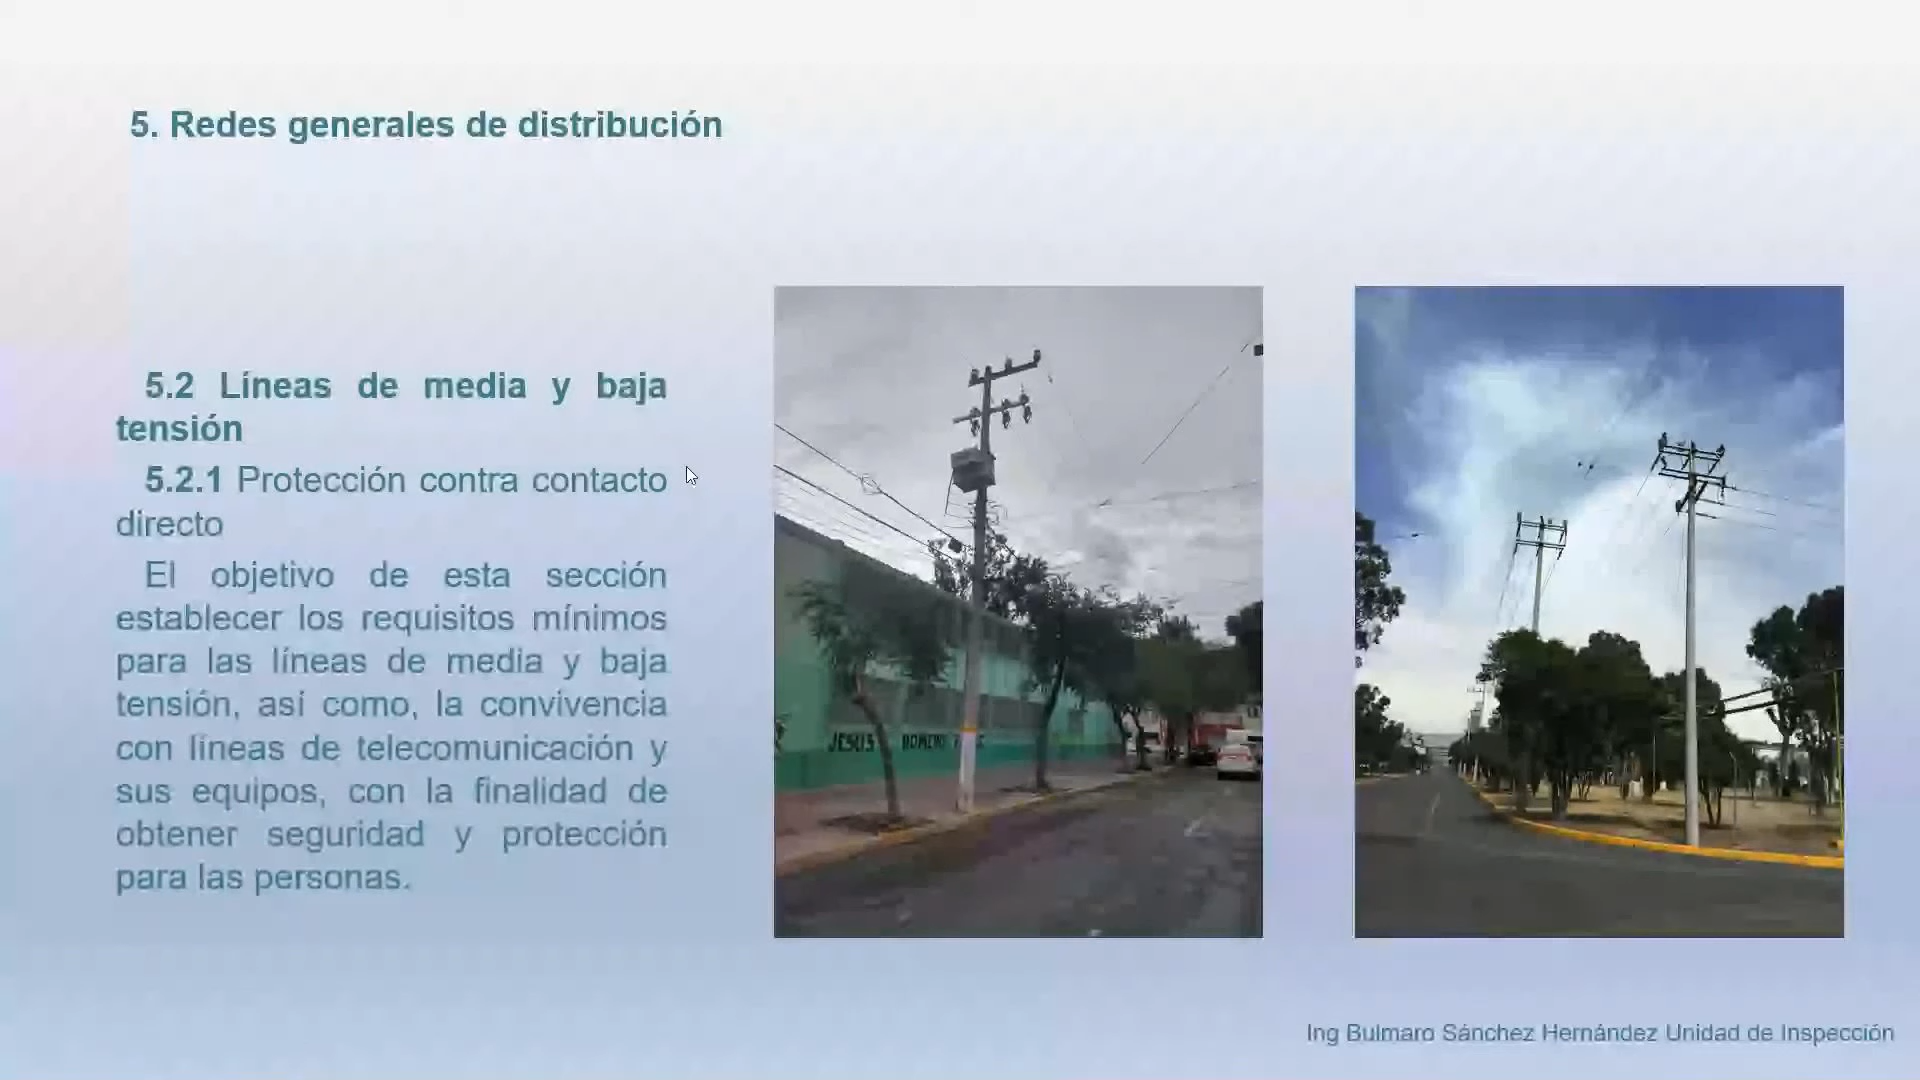 5. Redes generales de distribución
5.2 Líneas de media y baja
tensión
5.2.1 Protección contra contacto
directo
El objetivo de esta sección
establecer los requisitos mínimos
para las líneas de media y baja
tensión, así como, la convivencia
con líneas de telecomunicación y
sus equipos, con la finalidad de
obtener seguridad y protección
para las personas.
JESUS ROMERO
Ing Bulmaro Sánchez Hernández Unidad de Inspección